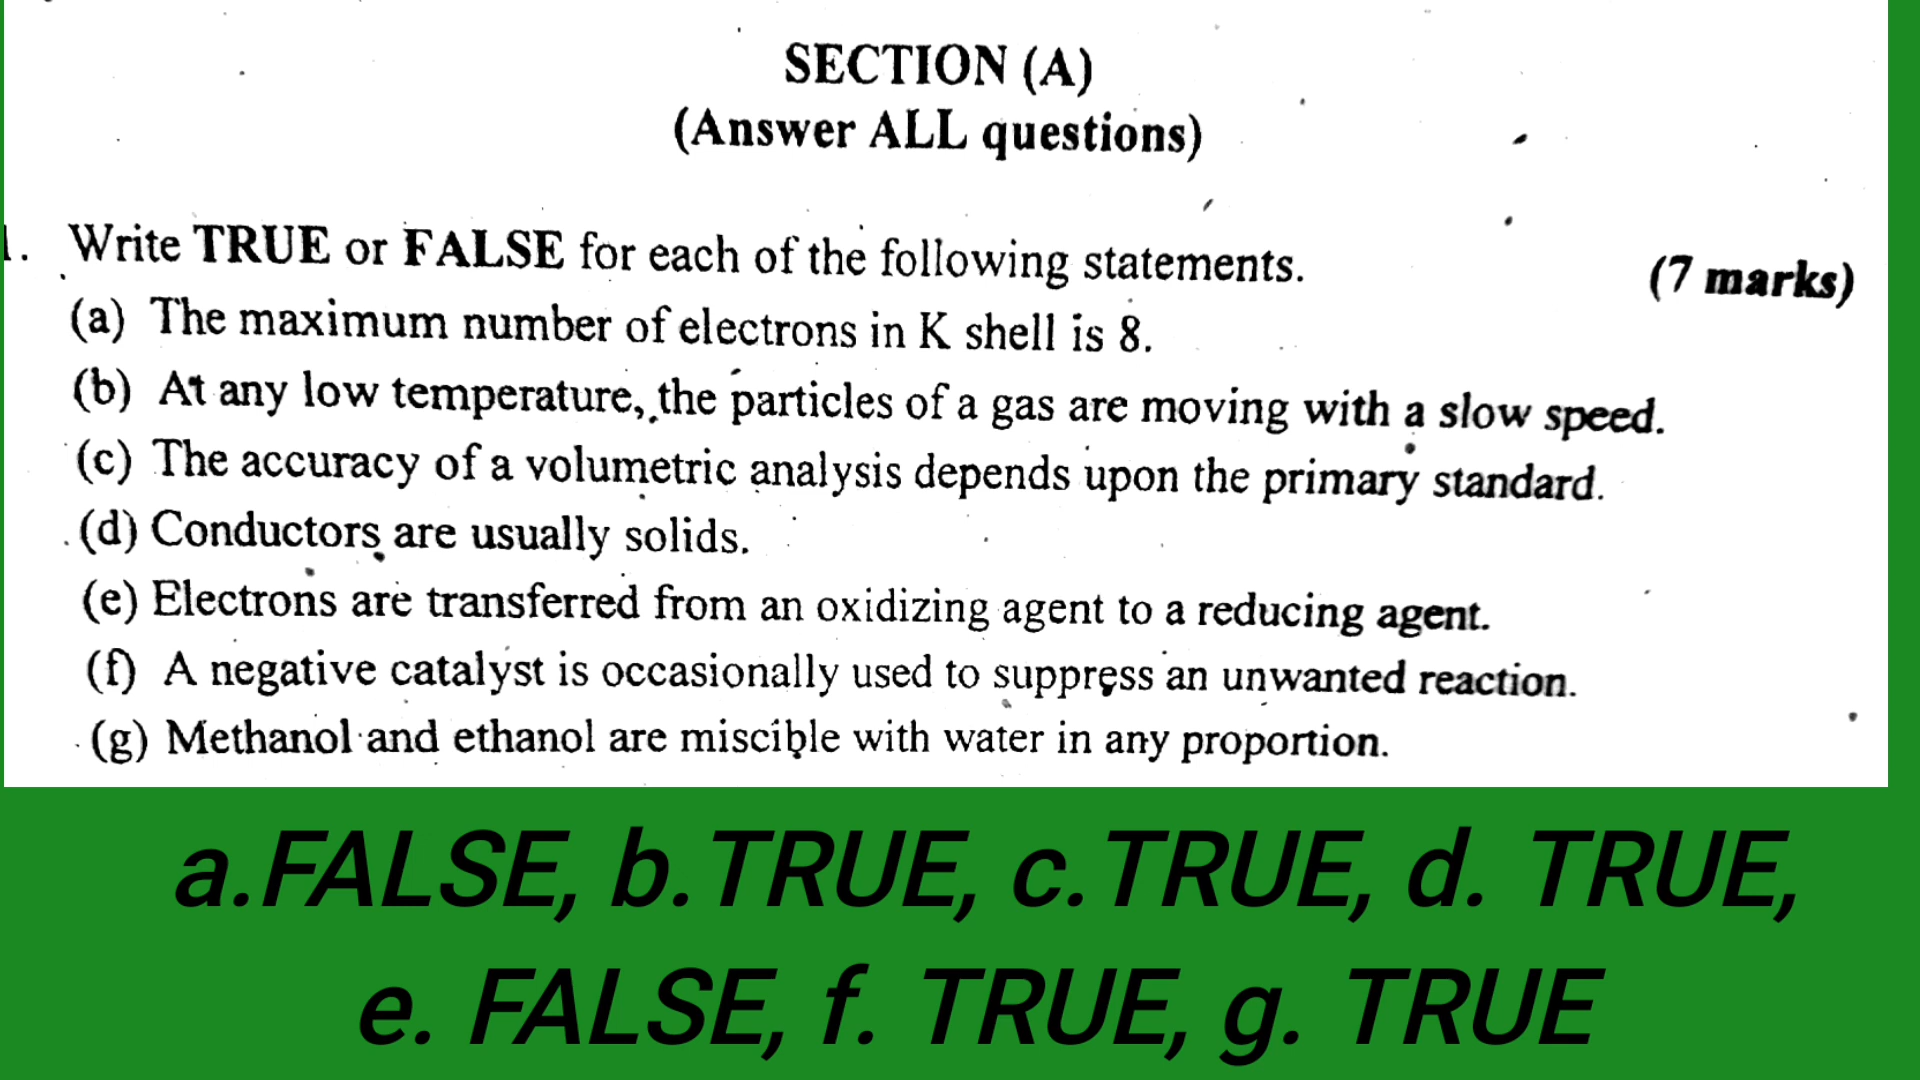 SECTION (A)
(Answer ALL questions)
1. Write TRUE or FALSE for each of the following statements. (7 marks)
(a) The maximum number of electrons in K shell is 8.
(b) At any low temperature, the particles of a gas are moving with a slow speed.
(c) The accuracy of a volumetric analysis depends upon the primary standard.
(d) Conductors are usually solids.
(e) Electrons are transferred from an oxidizing agent to a reducing agent.
(f) A negative catalyst is occasionally used to suppress an unwanted reaction.
(g) Methanol and ethanol are miscible with water in any proportion.
a.FALSE, b.TRUE, c.TRUE, d. TRUE,
e. FALSE, f. TRUE, g. TRUE